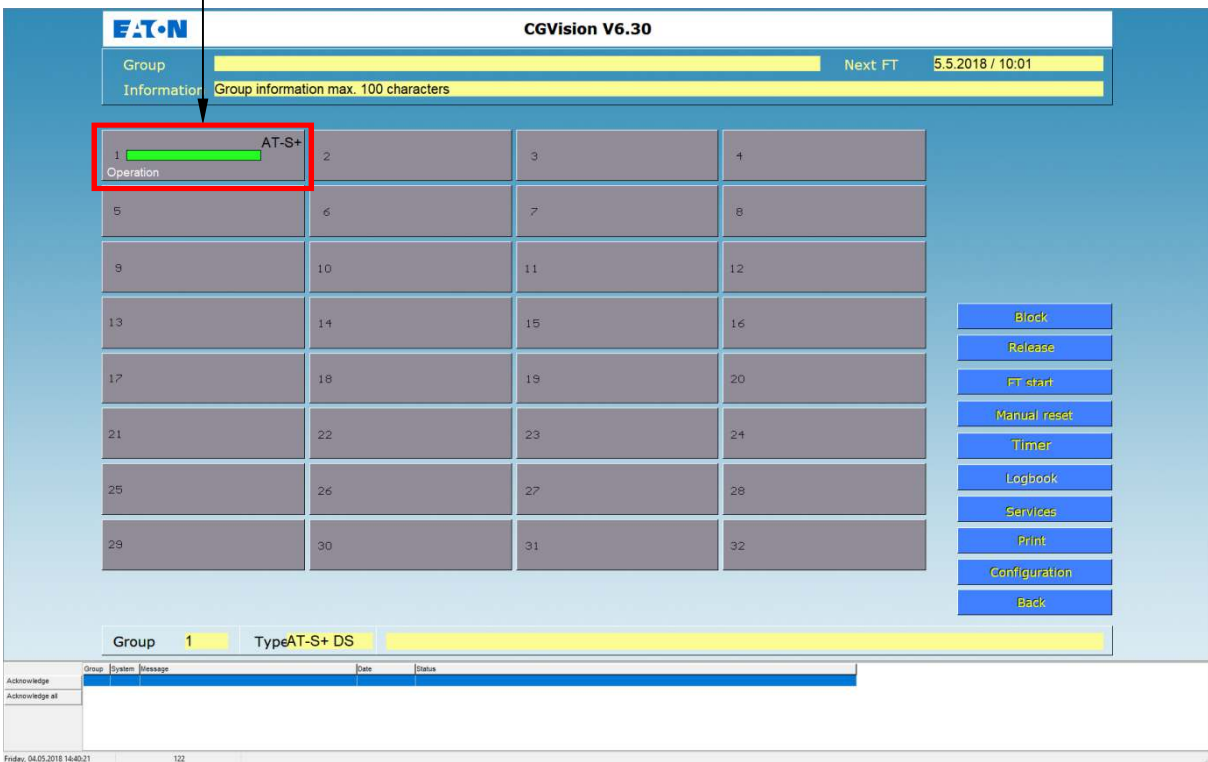 EATON CGVision V6.30
Group Next FT 5.5.2018 / 10:01
Information Group information max. 100 characters
AT-S+
1 2 3 4
Operation
5 6 7 8
9 10 11 12
13 14 15 16
Block
Release
17 18 19 20
FT start
Manual reset
21 22 23 24
Timer
Logbook
25 26 27 28
Services
29 30 31 32
Print
Configuration
Back
Group 1 Type AT-S+ DS
Group System Message Date Status
Acknowledge
Acknowledge all
Friday, 04.05.2018 14:40:21 122